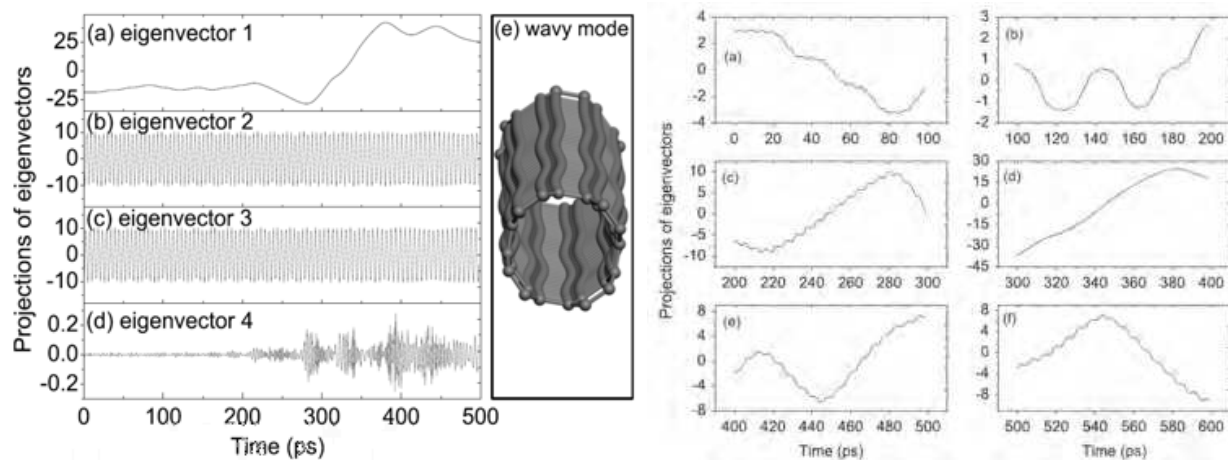 Projections of eigenvectors
(a) eigenvector 1
25
0
-25
(b) eigenvector 2
10
0
-10
(c) eigenvector 3
10
0
-10
(d) eigenvector 4
0.2
0.0
-0.2
0 100 200 300 400 500
Time (ps)
(e) wavy mode
Projections of eigenvectors
4
2
0
-2
-4
(a)
0 20 40 60 80 100
3
2
1
0
-1
-2
(b)
100 120 140 160 180 200
10
5
0
-5
-10
(c)
200 220 240 260 280 300
30
15
0
-15
-30
-45
(d)
300 320 340 360 380 400
8
4
0
-4
-8
(e)
400 420 440 460 480 500
Time (ps)
8
4
0
-4
-8
(f)
500 520 540 560 580 600
Time (ps)